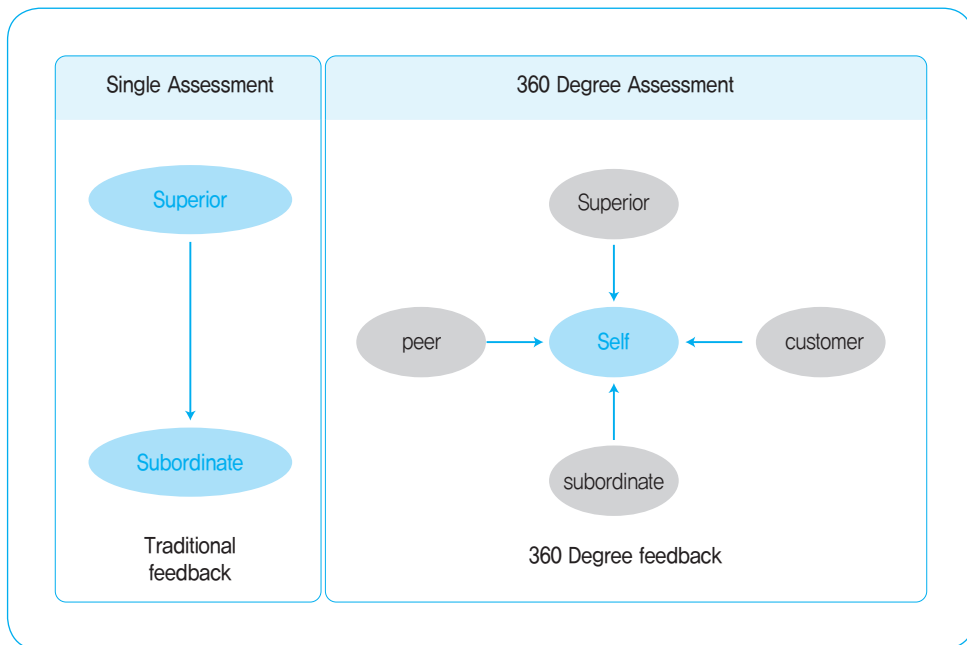 Single Assessment
Superior
Subordinate
Traditional
feedback
360 Degree Assessment
Superior
peer
Self
customer
subordinate
360 Degree feedback